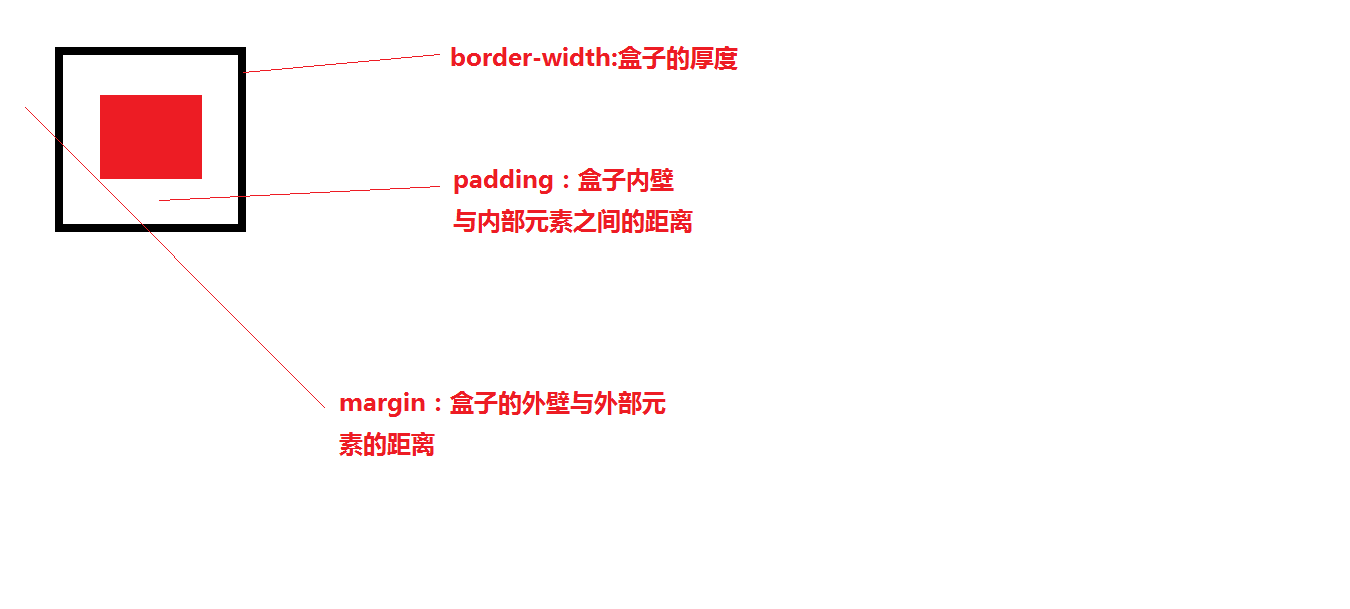 border-width:盒子的厚度
padding：盒子内壁
与内部元素之间的距离
margin：盒子的外壁与外部元
素的距离